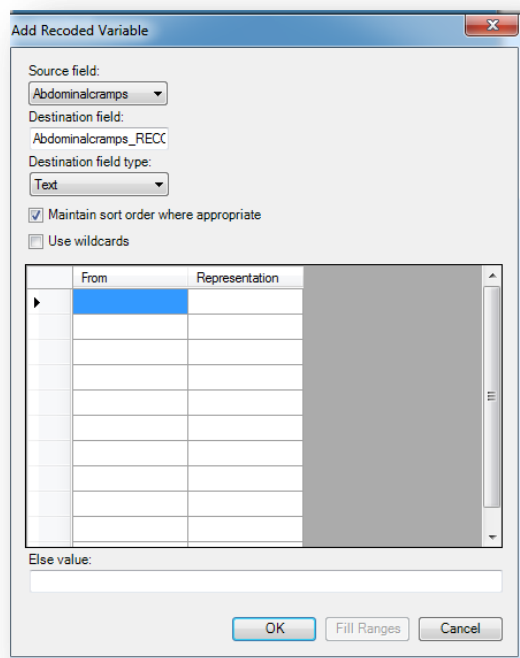 Add Recoded Variable
Source field:
Abdominalcramps
Destination field:
Abdominalcramps_REC
Destination field type:
Text
Maintain sort order where appropriate
Use wildcards
From Representation
Else value:
OK Fill Ranges Cancel